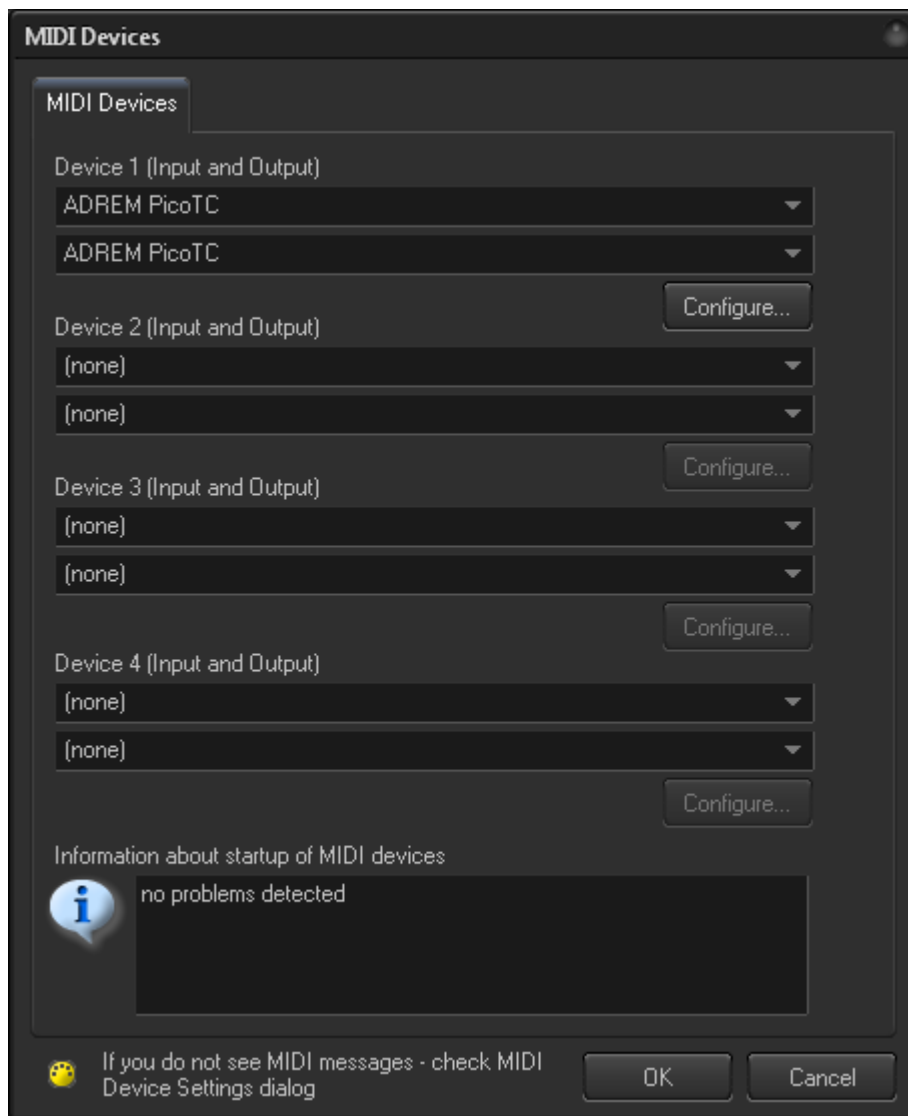 MIDI Devices
MIDI Devices
Device 1 (Input and Output)
ADREM PicoTC
ADREM PicoTC
Configure...
Device 2 (Input and Output)
(none)
(none)
Configure...
Device 3 (Input and Output)
(none)
(none)
Configure...
Device 4 (Input and Output)
(none)
(none)
Configure...
Information about startup of MIDI devices
no problems detected
If you do not see MIDI messages - check MIDI
Device Settings dialog
OK
Cancel